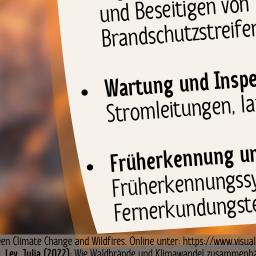 und Beseitigen von
Brandschutzstreifen
• Wartung und Inspe
Stromleitungen, la
• Früherkennung un
Früherkennungssy
Fernerkundungste
en Climate Change and Wildfires. Online unter: https://www.visual
Ley, Julia (2022). Wie Waldbrände und Klimawandel zusammenhä